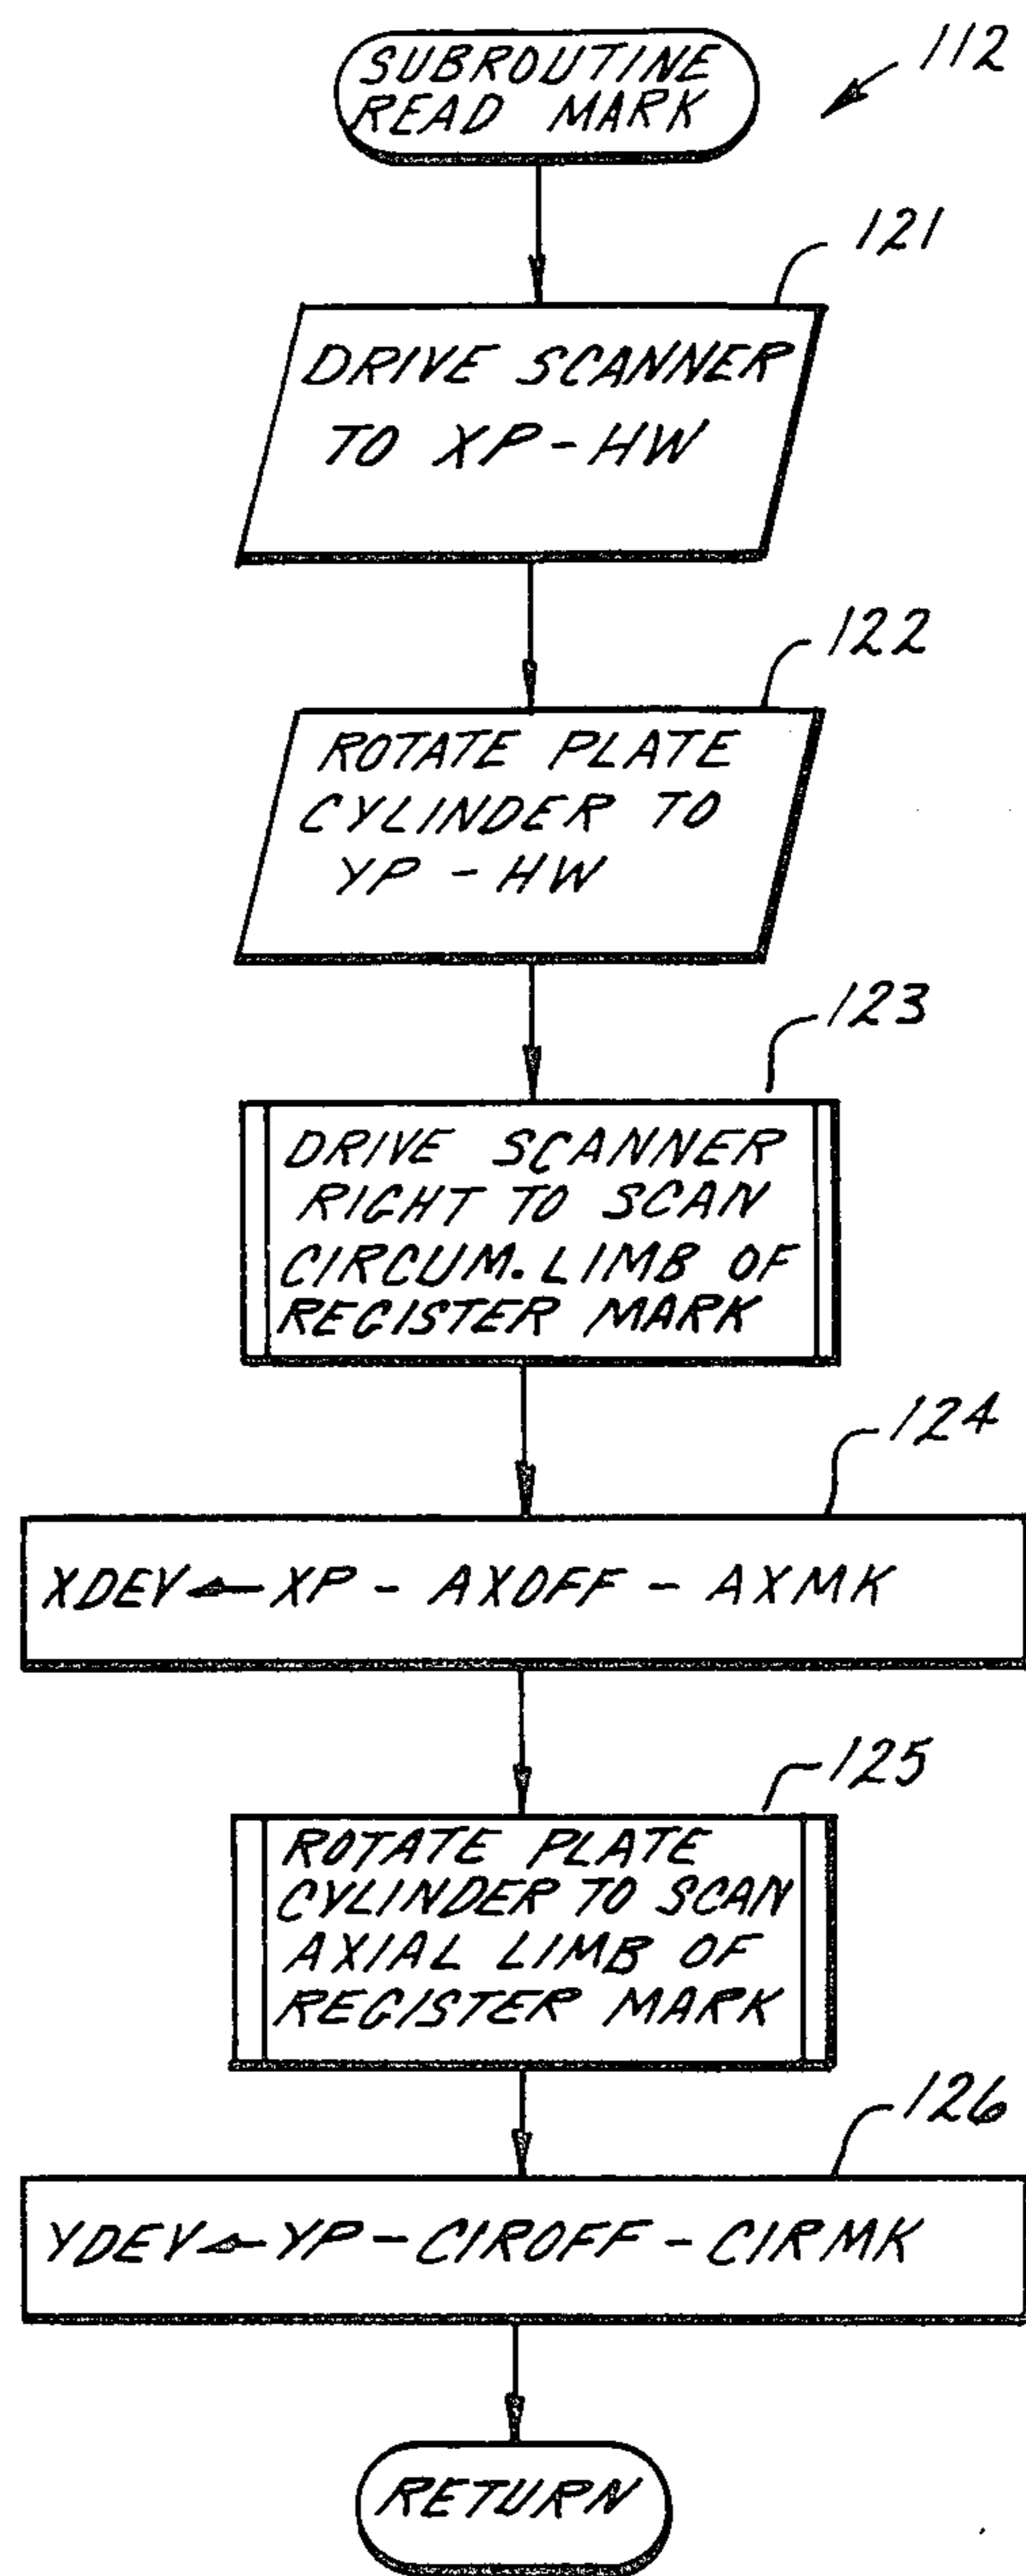 SUBROUTINE
READ MARK
112
121
DRIVE SCANNER
TO XP-HW
122
ROTATE PLATE
CYLINDER TO
YP - HW
123
DRIVE SCANNER
RIGHT TO SCAN
CIRCUM. LIMB OF
REGISTER MARK
124
XDEV ← XP - AXOFF - AXMK
125
ROTATE PLATE
CYLINDER TO SCAN
AXIAL LIMB OF
REGISTER MARK
126
YDEV ← YP - CIROFF - CIRMK
RETURN